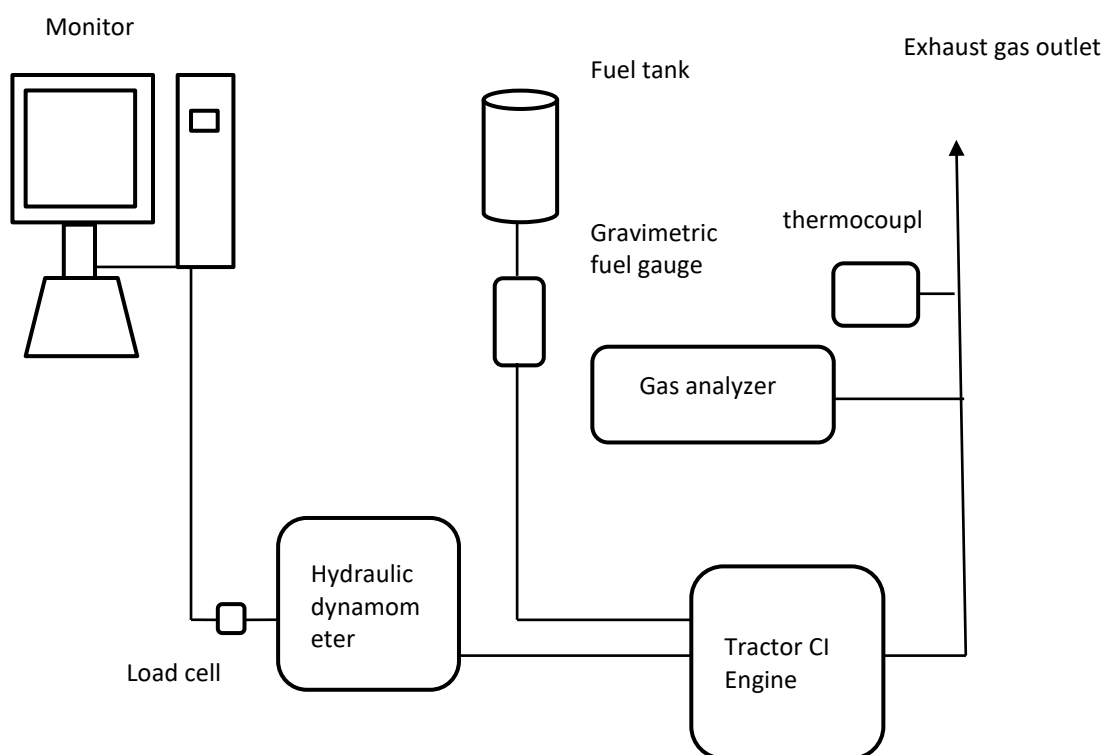 Monitor
Exhaust gas outlet
Fuel tank
thermocoupl
Gravimetric
fuel gauge
Gas analyzer
Hydraulic
dynamom
eter
Tractor CI
Engine
Load cell